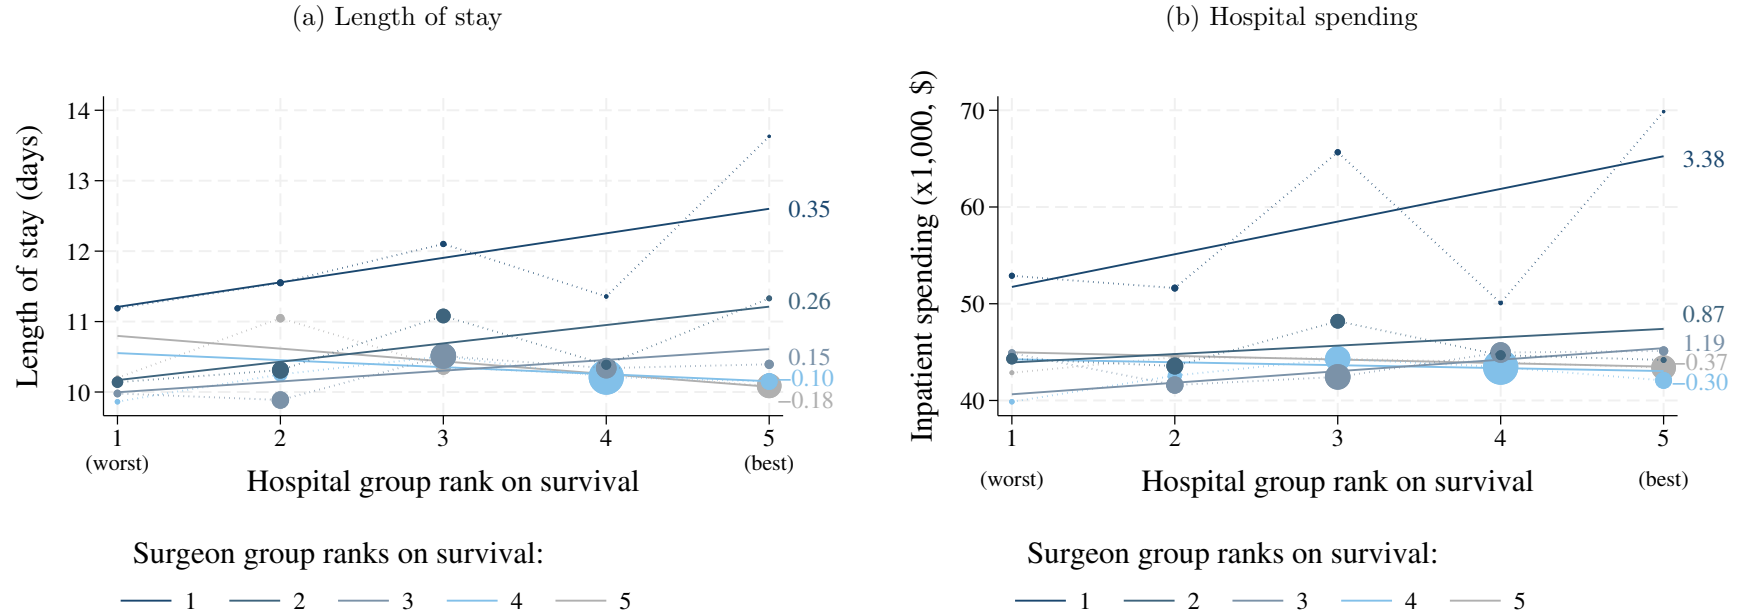 (a) Length of stay
Length of stay (days)
14
13
12
11
10
0.35
0.26
0.15
−0.10
−0.18
1 2 3 4 5
(worst) (best)
Hospital group rank on survival
Surgeon group ranks on survival:
1 2 3 4 5
(b) Hospital spending
Inpatient spending (x1,000, $)
70
60
50
40
3.38
0.87
1.19
−0.37
−0.30
1 2 3 4 5
(worst) (best)
Hospital group rank on survival
Surgeon group ranks on survival:
1 2 3 4 5